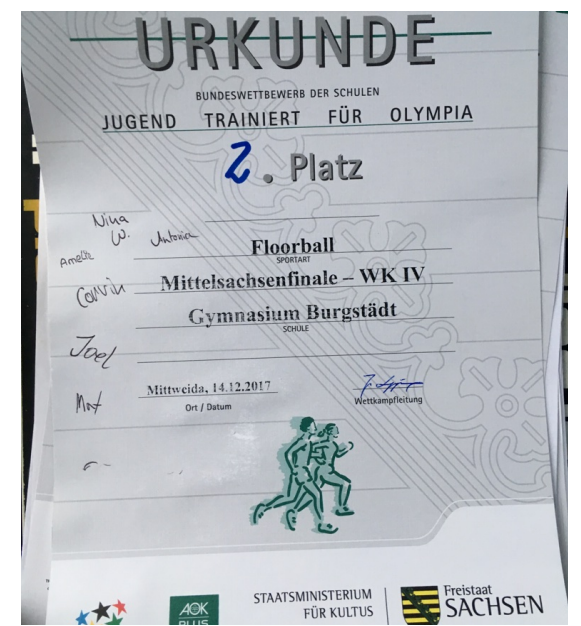 URKUNDE
BUNDESWETTBEWERB DER SCHULEN
JUGEND TRAINIERT FÜR OLYMPIA
2. Platz
Nina
W. Antonia
Amelie
Floorball
SPORTART
Mittelsachsenfinale – WK IV
Corvin
Gymnasium Burgstädt
SCHULE
Joel
Mittweida, 14.12.2017
Ort / Datum
Wettkampfleitung
STAATSMINISTERIUM
FÜR KULTUS
Freistaat
SACHSEN
AOK
PLUS